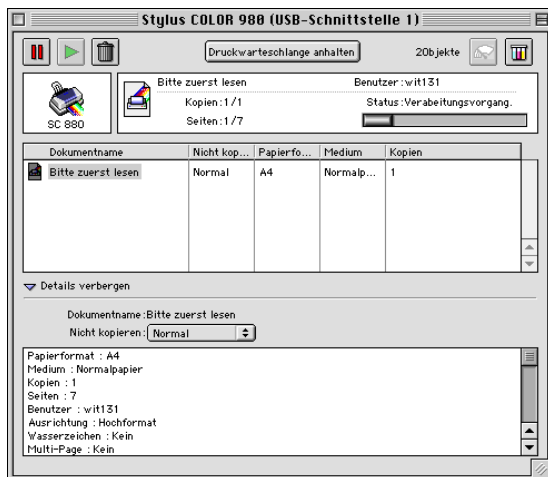 Stylus COLOR 980 (USB-Schnittstelle 1)
Druckwarteschlange anhalten
20bjekte
SC 880
Bitte zuerst lesen
Benutzer :wit131
Kopien:1/1
Status :Verabeitungsvorgang.
Seiten:1/7
Dokumentname Nicht kop... Papierfo... Medium Kopien
Bitte zuerst lesen Normal A4 Normalp... 1
Details verbergen
Dokumentname :Bitte zuerst lesen
Nicht kopieren: Normal
Papierformat : A4
Medium : Normalpapier
Kopien : 1
Seiten : 7
Benutzer : wit131
Ausrichtung : Hochformat
Wasserzeichen : Kein
Multi-Page : Kein